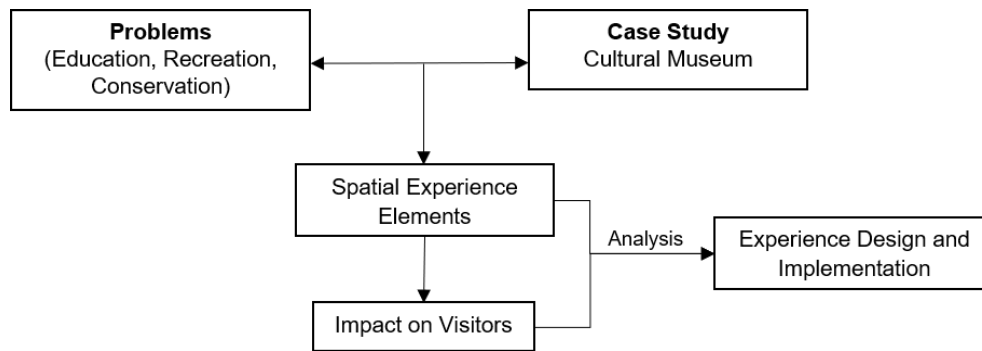 Problems
(Education, Recreation,
Conservation)
Case Study
Cultural Museum
Spatial Experience
Elements
Analysis
Experience Design and
Implementation
Impact on Visitors